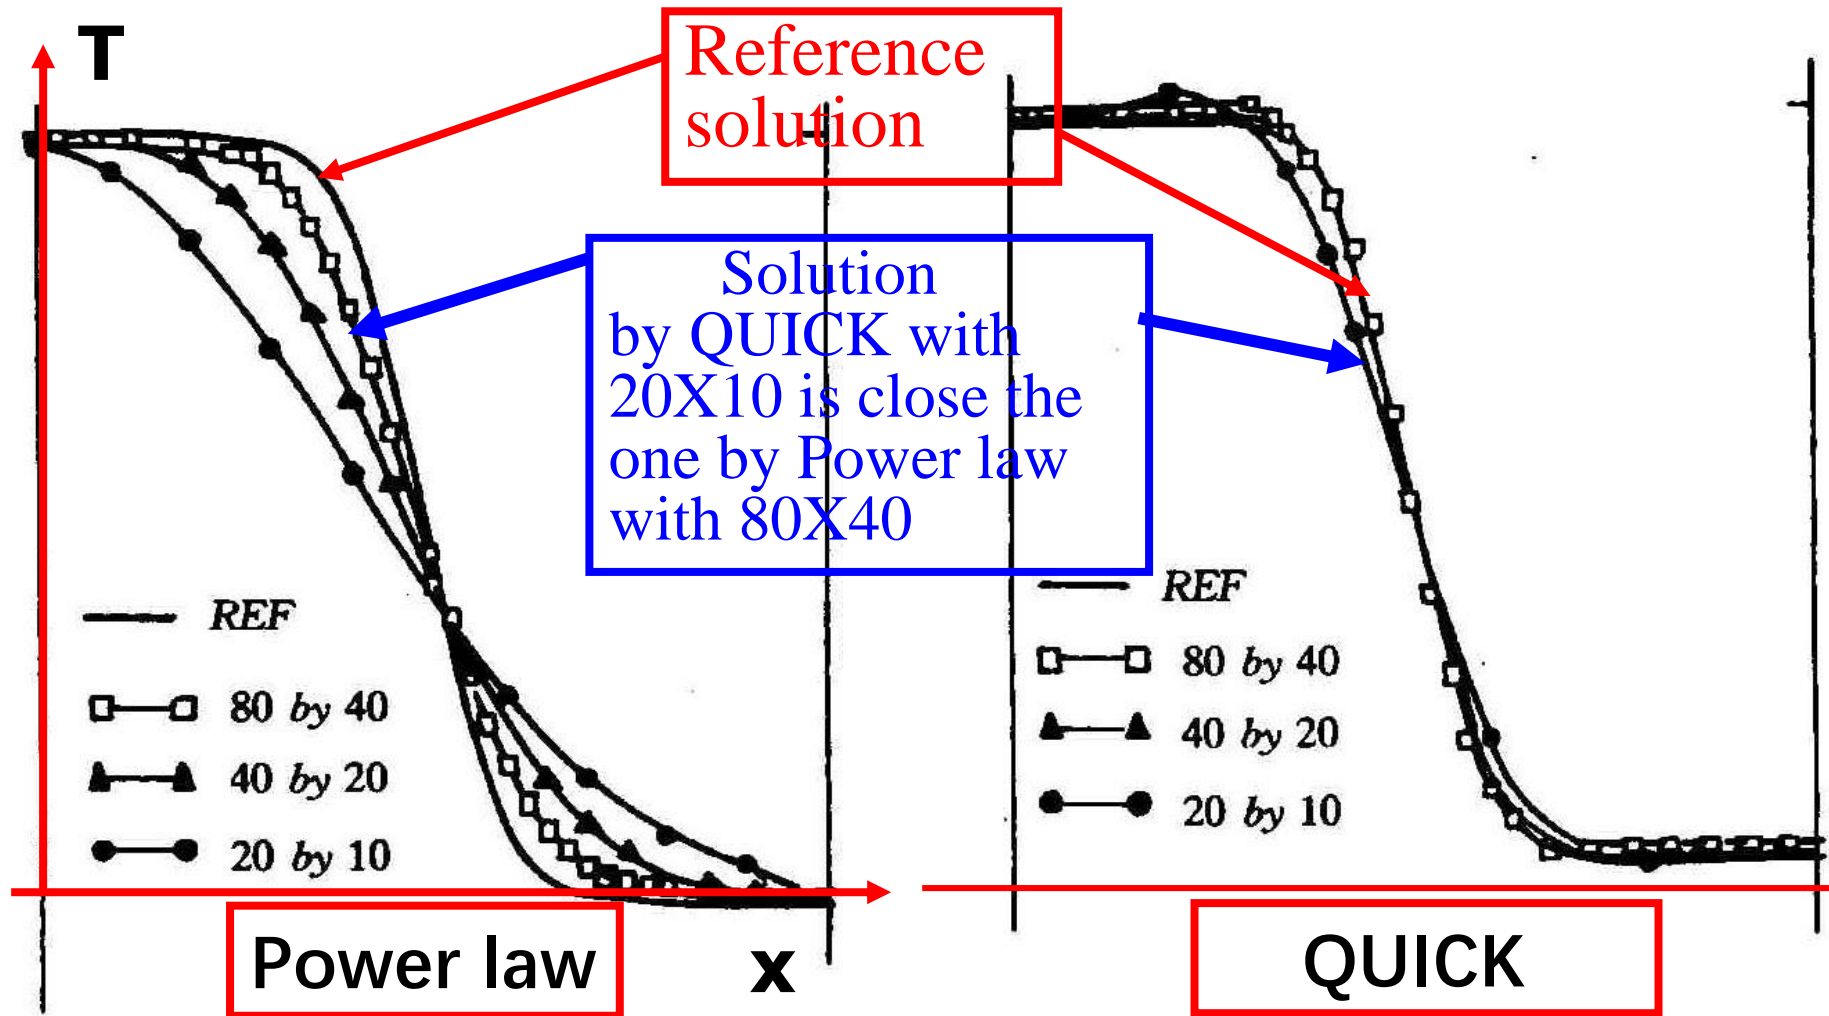 T
Reference
solution
Solution
by QUICK with
20X10 is close the
one by Power law
with 80X40
REF
80 by 40
40 by 20
20 by 10
REF
80 by 40
40 by 20
20 by 10
Power law
x
QUICK